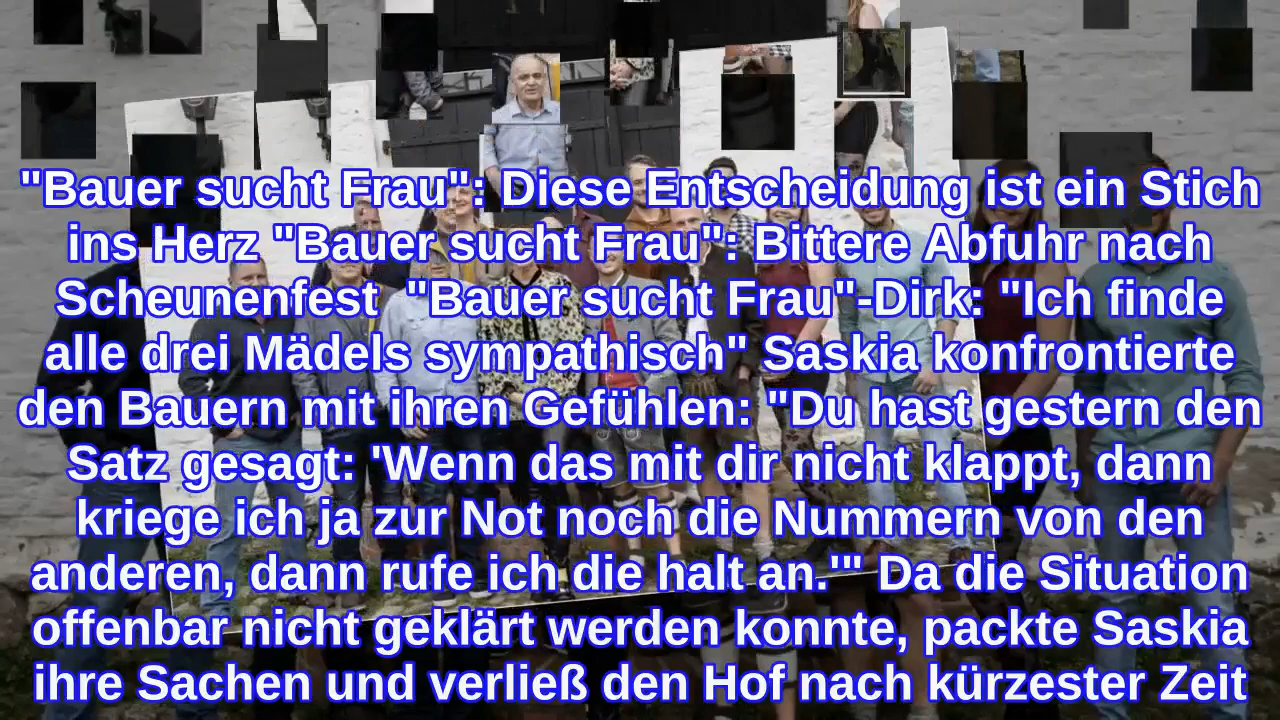 "Bauer sucht Frau": Diese Entscheidung ist ein Stich
ins Herz "Bauer sucht Frau": Bittere Abfuhr nach
Scheunenfest "Bauer sucht Frau"-Dirk: "Ich finde
alle drei Mädels sympathisch" Saskia konfrontierte
den Bauern mit ihren Gefühlen: "Du hast gestern den
Satz gesagt: 'Wenn das mit dir nicht klappt, dann
kriege ich ja zur Not noch die Nummern von den
anderen, dann rufe ich die halt an.'" Da die Situation
offenbar nicht geklärt werden konnte, packte Saskia
ihre Sachen und verließ den Hof nach kürzester Zeit